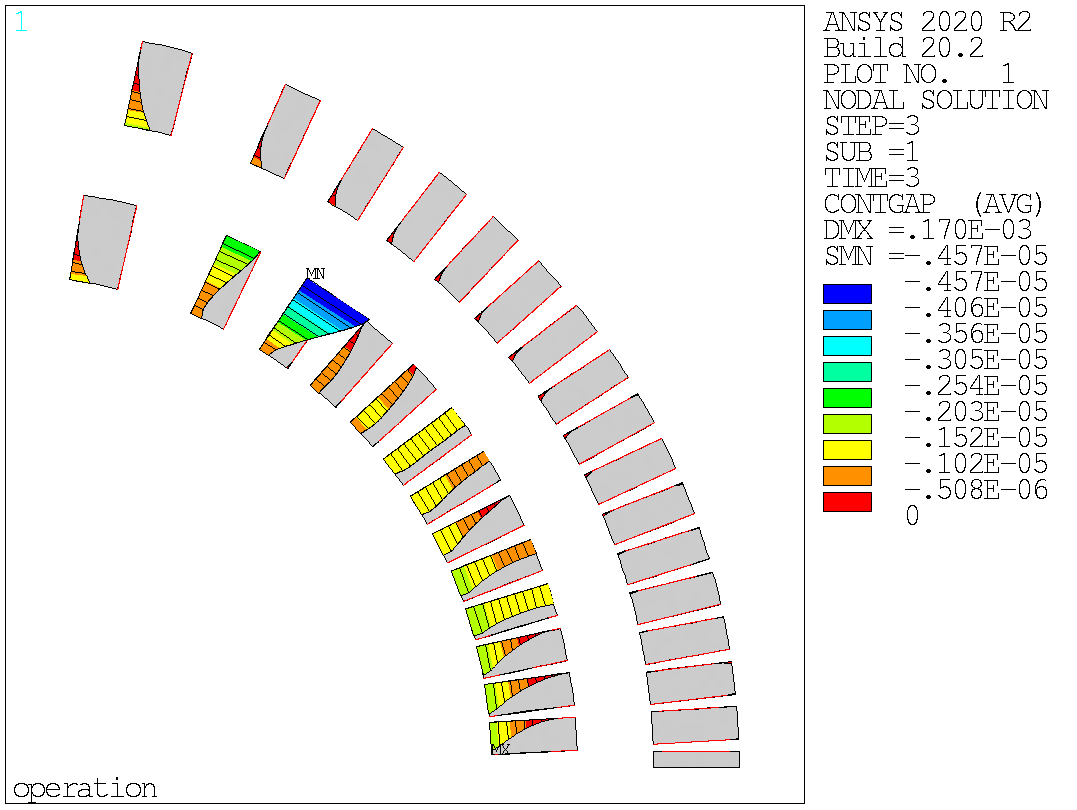 1
ANSYS 2020 R2
Build 20.2
PLOT NO.   1
NODAL SOLUTION
STEP=3
SUB =1
TIME=3
CONTGAP  (AVG)
DMX =.170E-03
SMN =-.457E-05
-.457E-05
-.406E-05
-.356E-05
-.305E-05
-.254E-05
-.203E-05
-.152E-05
-.102E-05
-.508E-06
0
MN
MX
operation